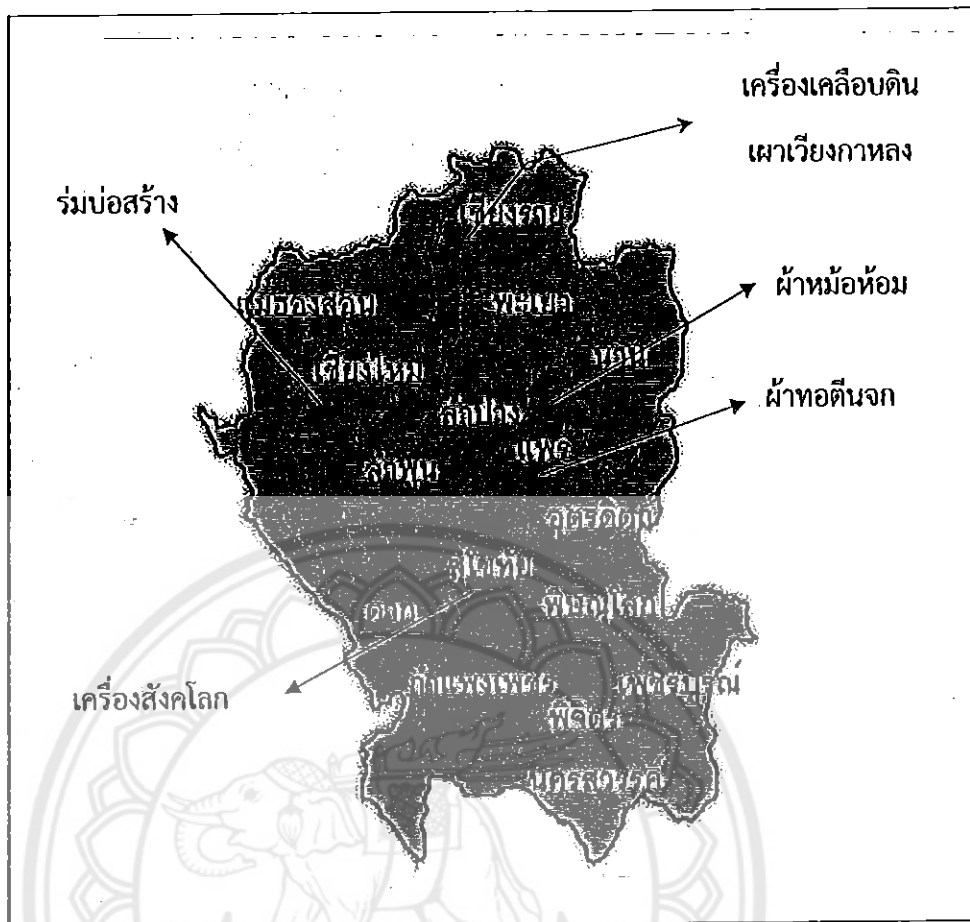 เครื่องเคลือบดิน
เผาเวียงกาหลง
ร่มบ่อสร้าง
เชียงราย
ผ้าหม้อห้อม
แม่ฮ่องสอน
พะเยา
น่าน
เชียงใหม่
ผ้าทอตีนจก
ลำปาง
แพร่
ลำพูน
อุตรดิตถ์
สุโขทัย
ตาก
พิษณุโลก
เครื่องสังคโลก
กำแพงเพชร
เพชรบูรณ์
พิจิตร
นครสวรรค์